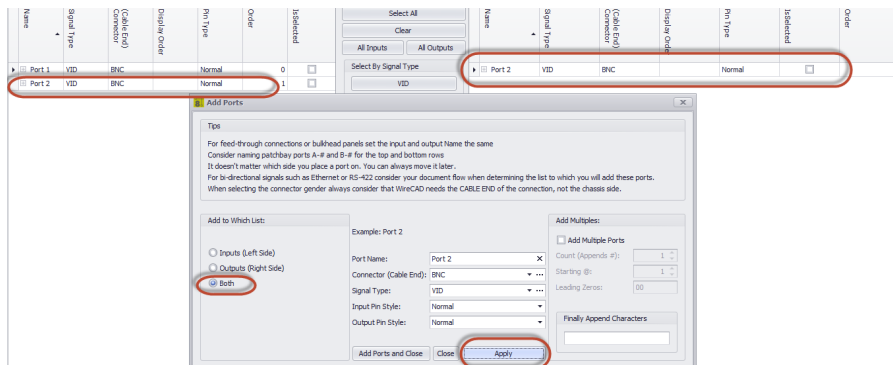 Name
Signal Type
(Cable End)
Connector
Display Order
Pin Type
Order
IsSelected
Select All
Clear
All Inputs All Outputs
Select By Signal Type
VID
Name
Signal Type
(Cable End)
Connector
Display Order
Pin Type
IsSelected
Order
Port 1 VID BNC Normal 0
Port 2 VID BNC Normal 1
Port 2 VID BNC Normal
Add Ports
Tips
For feed-through connections or bulkhead panels set the input and output Name the same
Consider naming patchbay ports A-# and B-# for the top and bottom rows
It doesn't matter which side you place a port on. You can always move it later.
For bi-directional signals such as Ethernet or RS-422 consider your document flow when determining the list to which you will add these ports.
When selecting the connector gender always consider that WireCAD needs the CABLE END of the connection, not the chassis side.
Add to Which List:
Inputs (Left Side)
Outputs (Right Side)
Both
Example: Port 2
Port Name: Port 2
Connector (Cable End): BNC
Signal Type: VID
Input Pin Style: Normal
Output Pin Style: Normal
Add Ports and Close Close Apply
Add Multiples:
Add Multiple Ports
Count (Appends #): 1
Starting @: 1
Leading Zeros: 00
Finally Append Characters